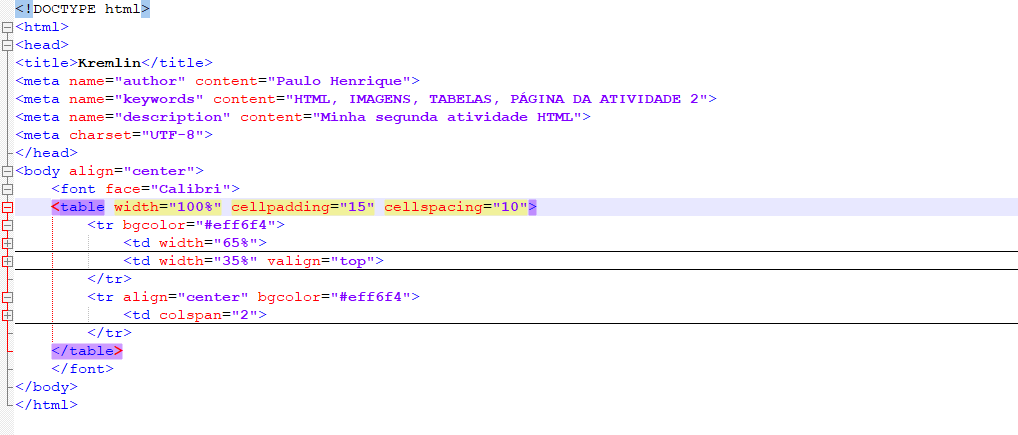 <!DOCTYPE html>
<html>
<head>
<title>Kremlin</title>
<meta name="author" content="Paulo Henrique">
<meta name="keywords" content="HTML, IMAGENS, TABELAS, PÁGINA DA ATIVIDADE 2">
<meta name="description" content="Minha segunda atividade HTML">
<meta charset="UTF-8">
</head>
<body align="center">
<font face="Calibri">
<table width="100%" cellpadding="15" cellspacing="10">
<tr bgcolor="#eff6f4">
<td width="65%">
<td width="35%" valign="top">
</tr>
<tr align="center" bgcolor="#eff6f4">
<td colspan="2">
</tr>
</table>
</font>
</body>
</html>